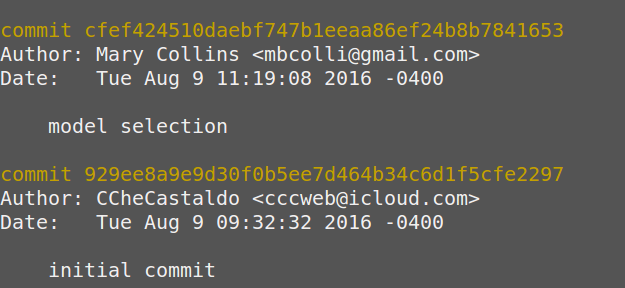 commit cfef424510daebf747b1eeaa86ef24b8b7841653
Author: Mary Collins <mbcolli@gmail.com>
Date:   Tue Aug 9 11:19:08 2016 -0400
model selection
commit 929ee8a9e9d30f0b5ee7d464b34c6d1f5cfe2297
Author: CCheCastaldo <cccweb@icloud.com>
Date:   Tue Aug 9 09:32:32 2016 -0400
initial commit